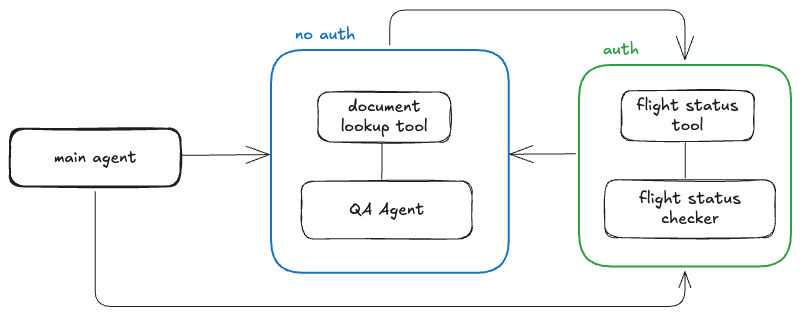 no auth
auth
document
lookup tool
flight status
tool
main agent
QA Agent
flight status
checker